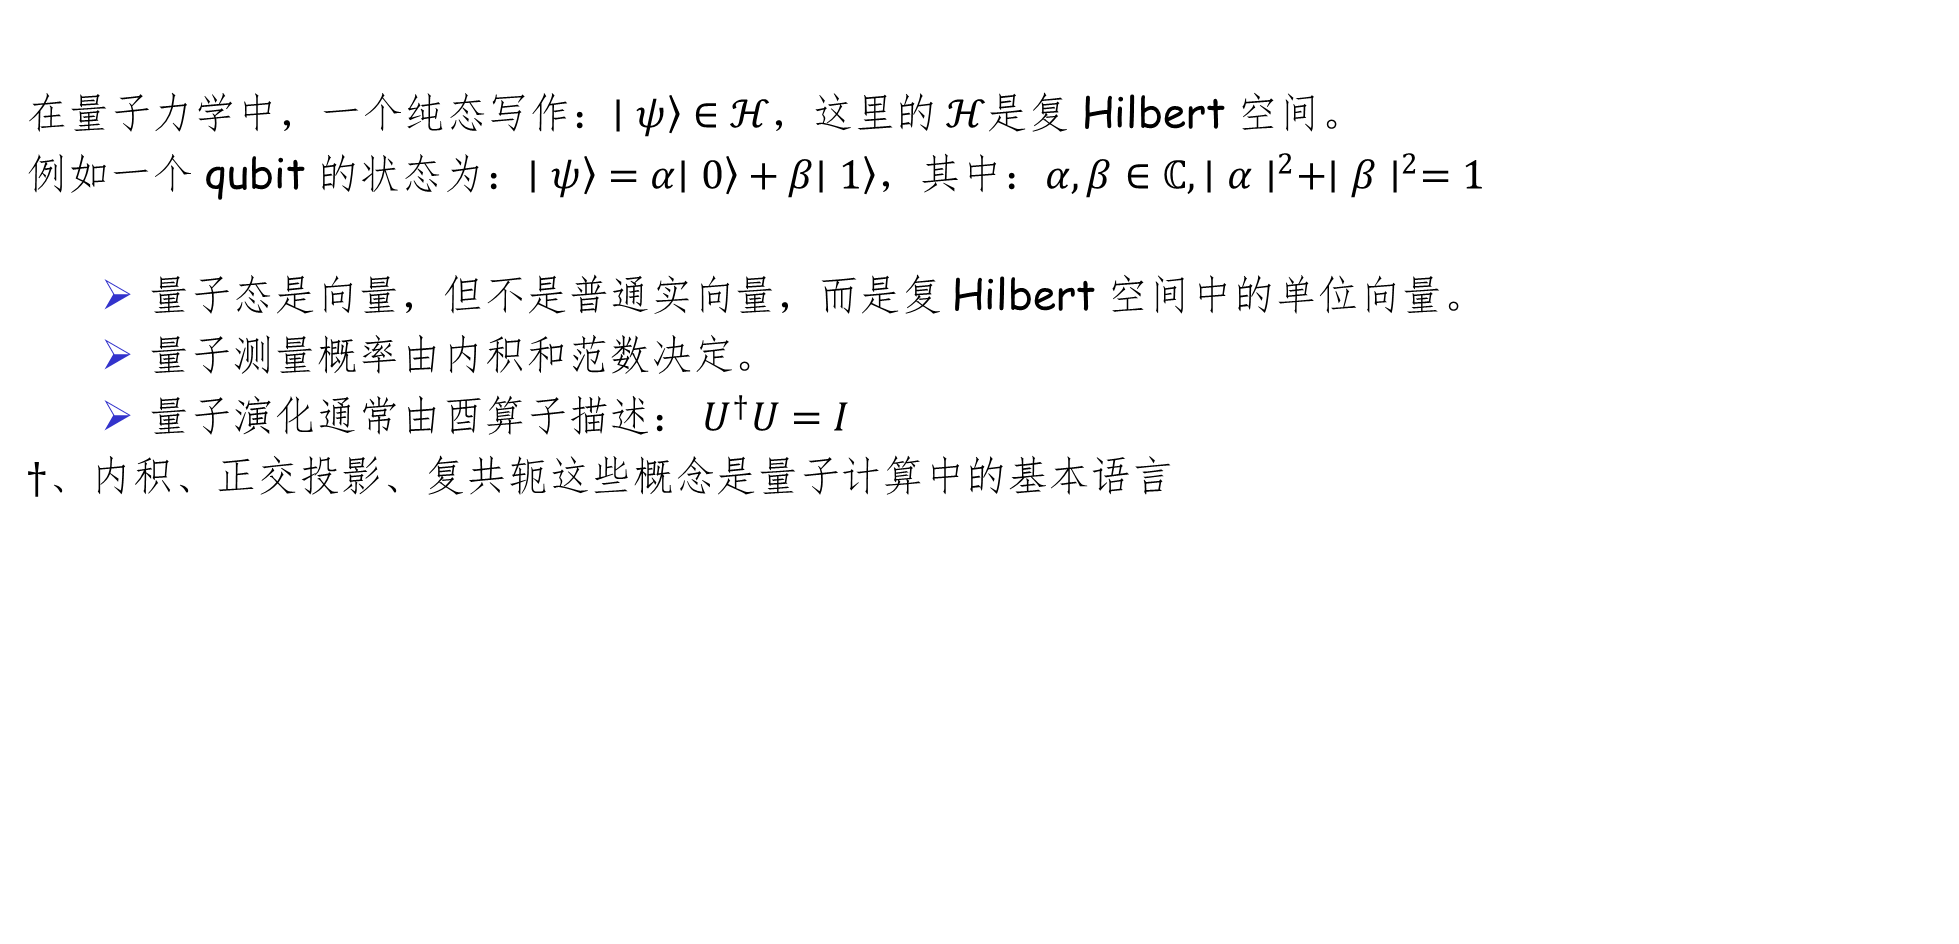 在量子力学中，一个纯态写作：| ψ⟩ ∈ ℋ，这里的 ℋ是复 Hilbert 空间。
例如一个 qubit 的状态为：| ψ⟩ = α| 0⟩ + β| 1⟩，其中：α, β ∈ ℂ, | α |²+| β |²= 1
➢ 量子态是向量，但不是普通实向量，而是复 Hilbert 空间中的单位向量。
➢ 量子测量概率由内积和范数决定。
➢ 量子演化通常由酉算子描述： U†U = I
†、内积、正交投影、复共轭这些概念是量子计算中的基本语言